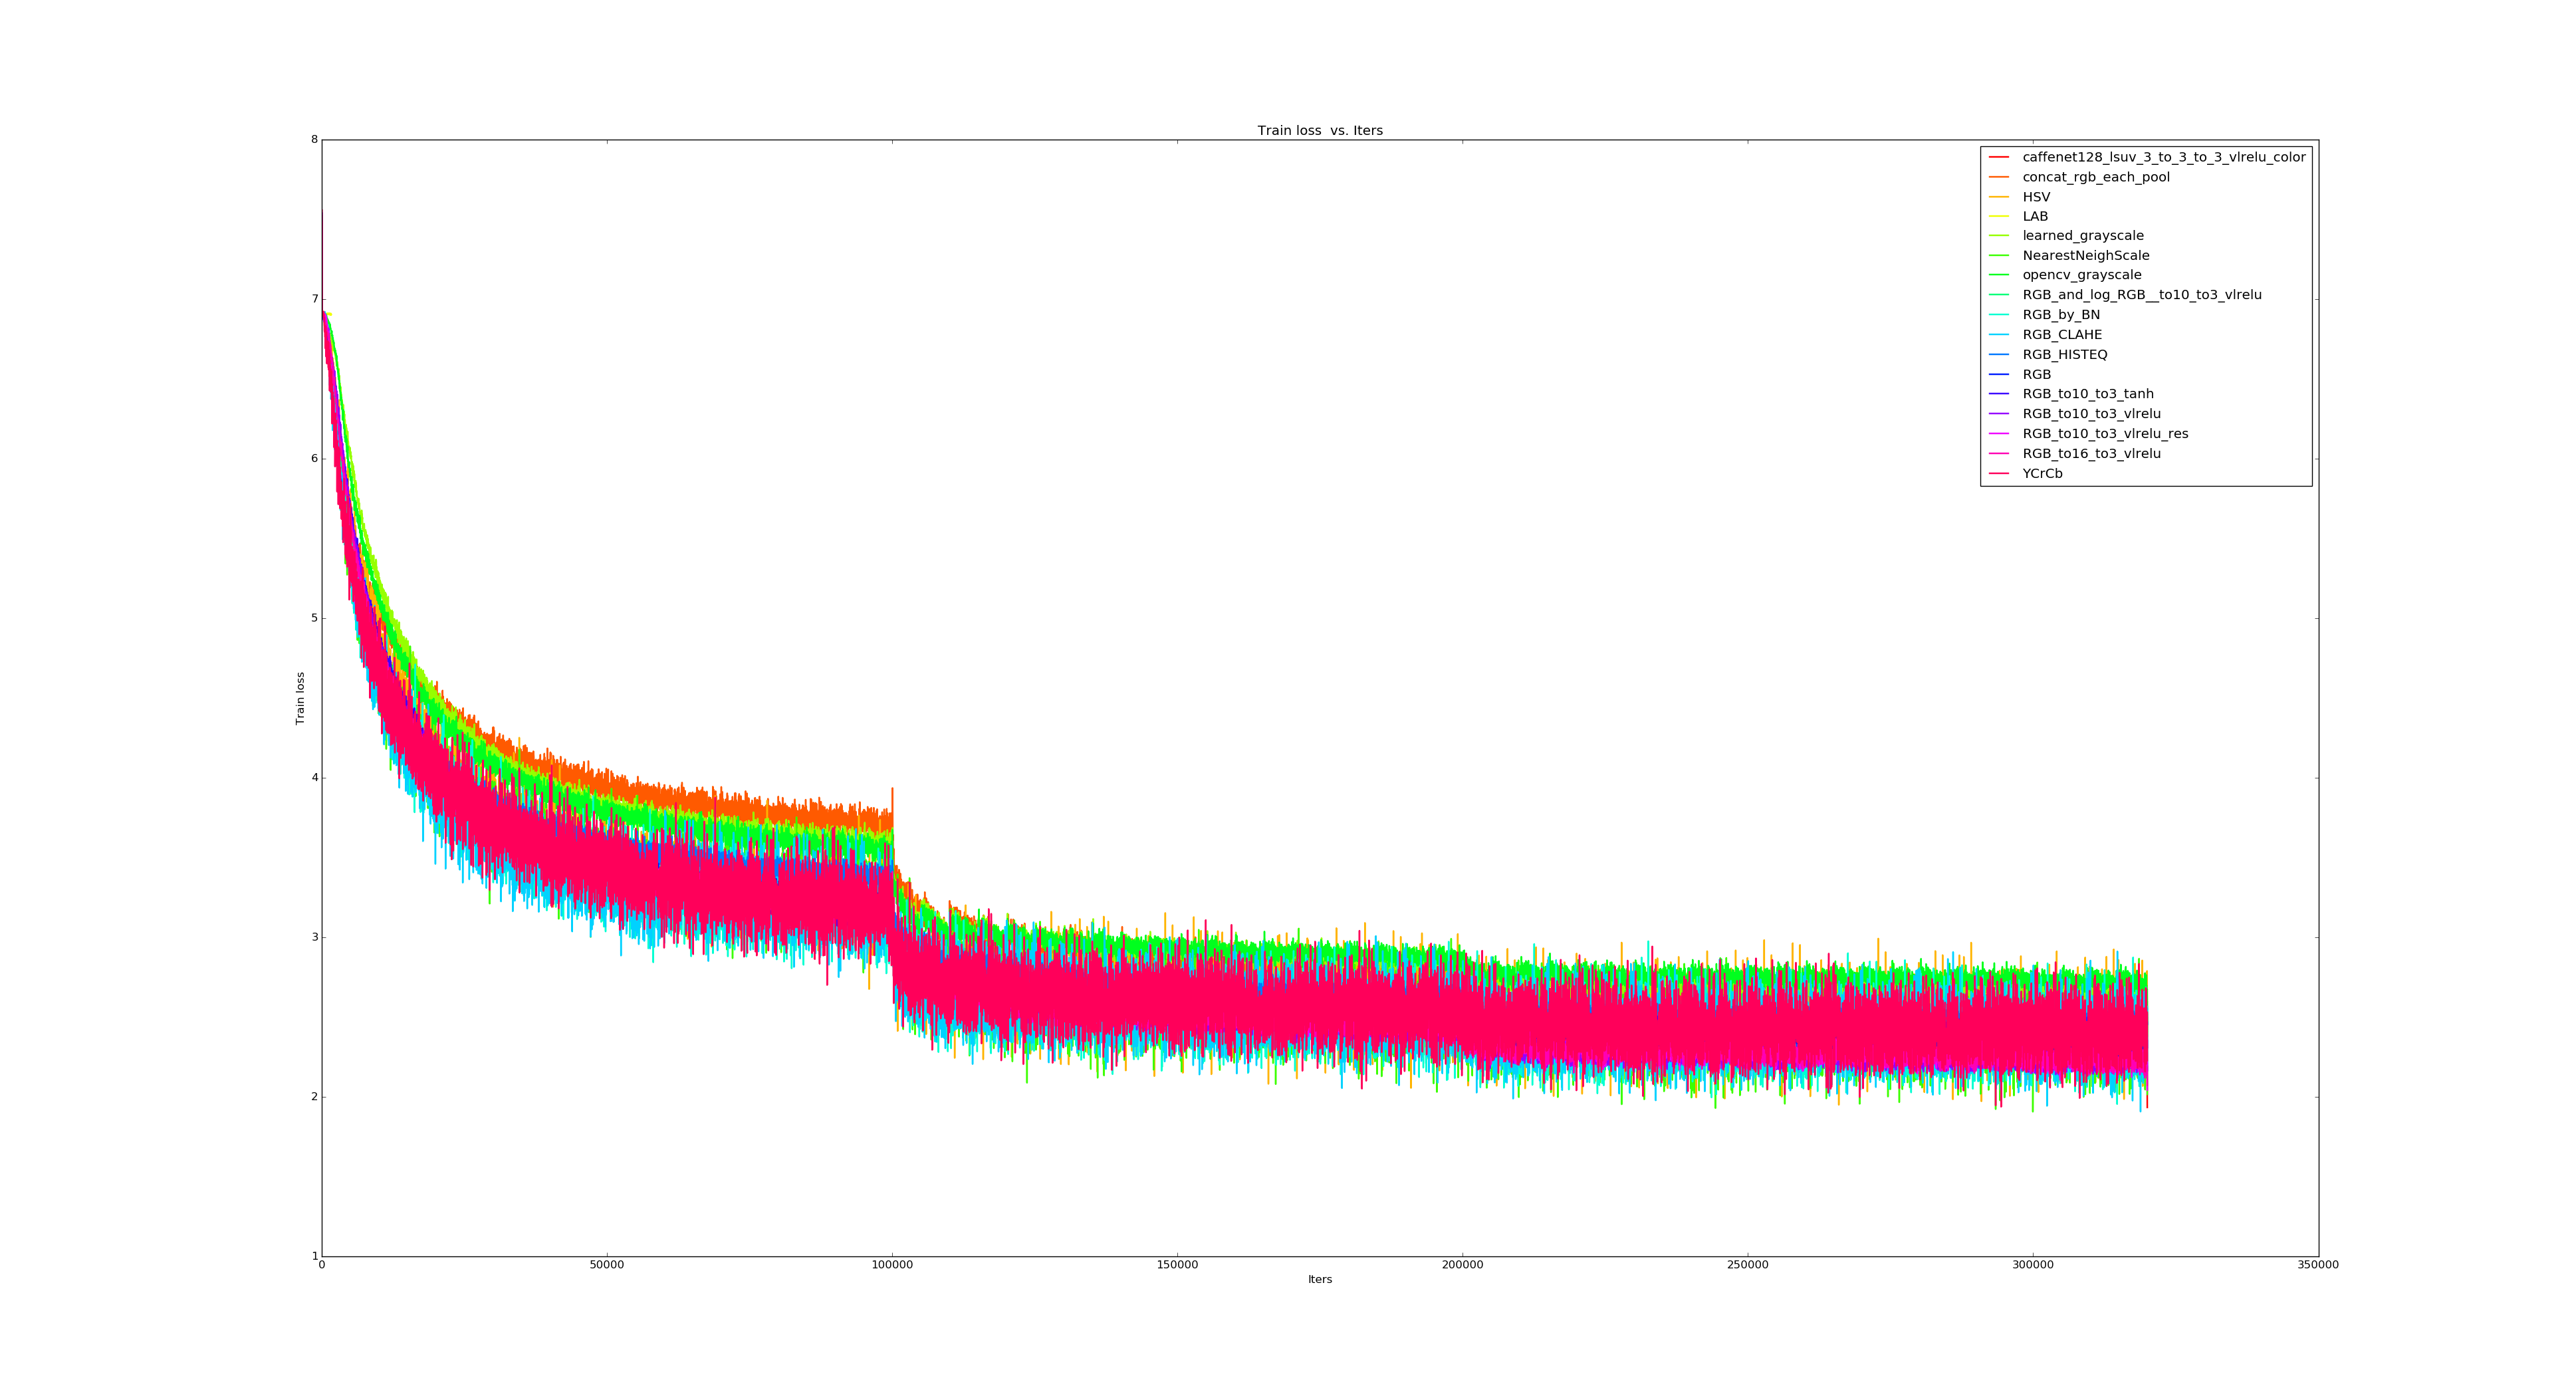 Train loss  vs. Iters
8
7
6
5
4
3
2
1
Train loss
0
50000
100000
150000
200000
250000
300000
350000
Iters
caffenet128_lsuv_3_to_3_to_3_vlrelu_color
concat_rgb_each_pool
HSV
LAB
learned_grayscale
NearestNeighScale
opencv_grayscale
RGB_and_log_RGB__to10_to3_vlrelu
RGB_by_BN
RGB_CLAHE
RGB_HISTEQ
RGB
RGB_to10_to3_tanh
RGB_to10_to3_vlrelu
RGB_to10_to3_vlrelu_res
RGB_to16_to3_vlrelu
YCrCb